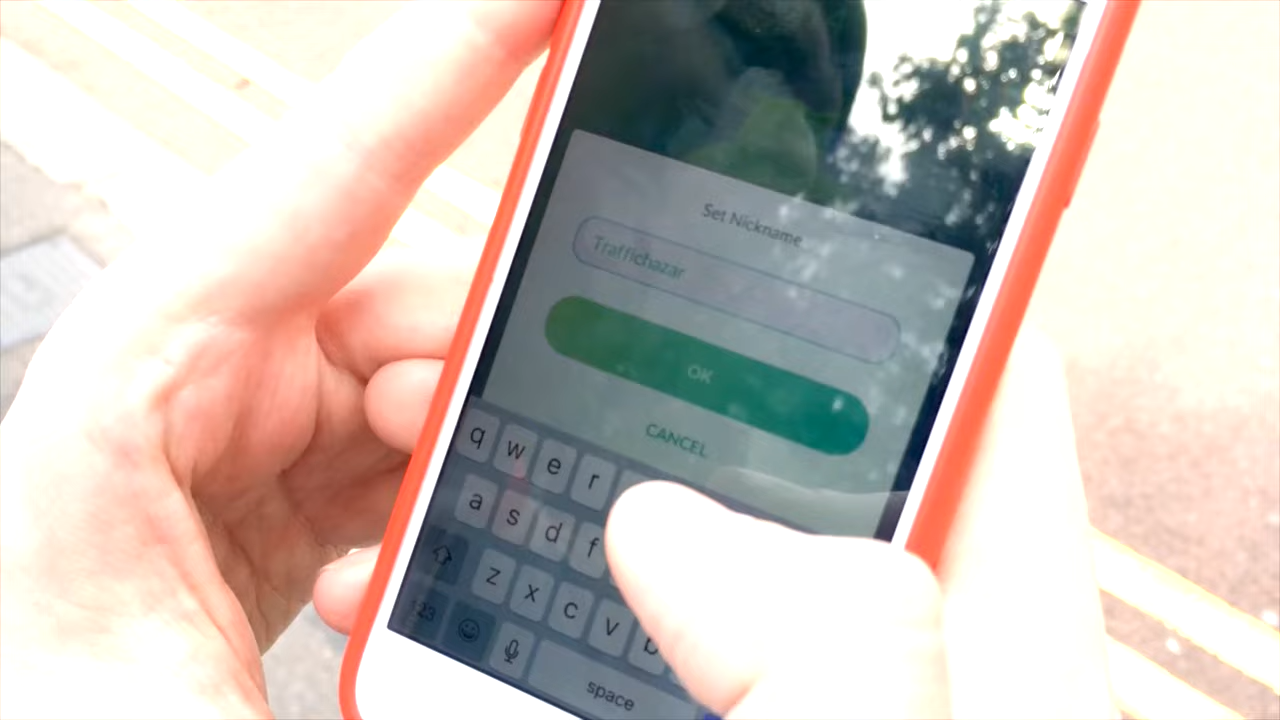 Set Nickname
Traffichazar
OK
CANCEL
q w e r
a s d f
z x c v b
123
space